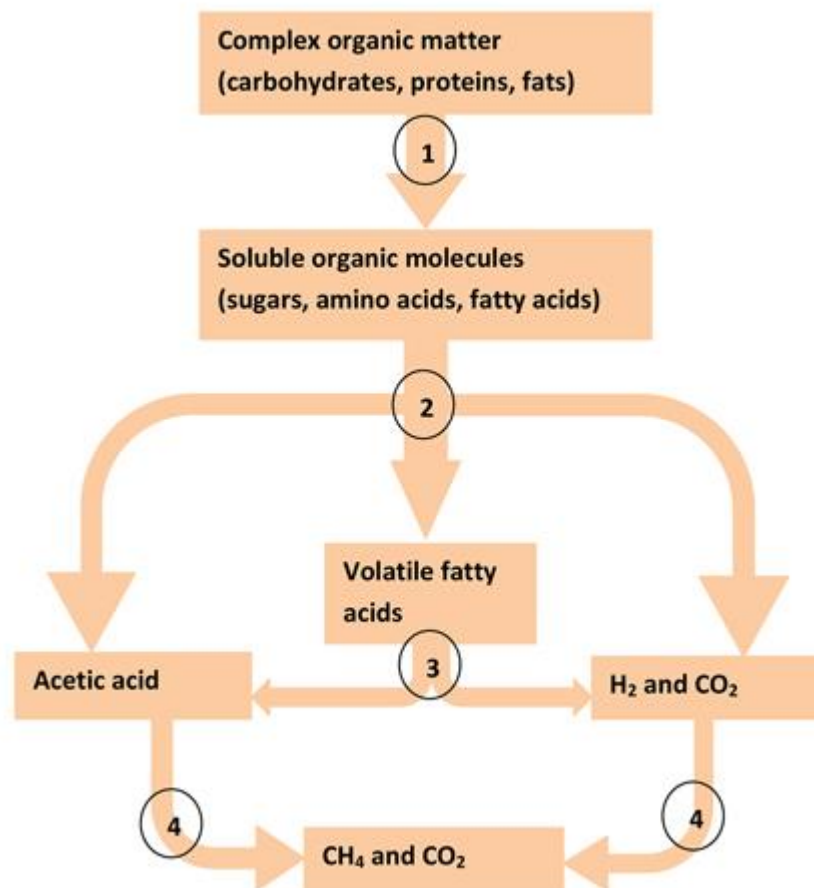 Complex organic matter
(carbohydrates, proteins, fats)
1
Soluble organic molecules
(sugars, amino acids, fatty acids)
2
Volatile fatty
acids
3
Acetic acid
H₂ and CO₂
4
4
CH₄ and CO₂